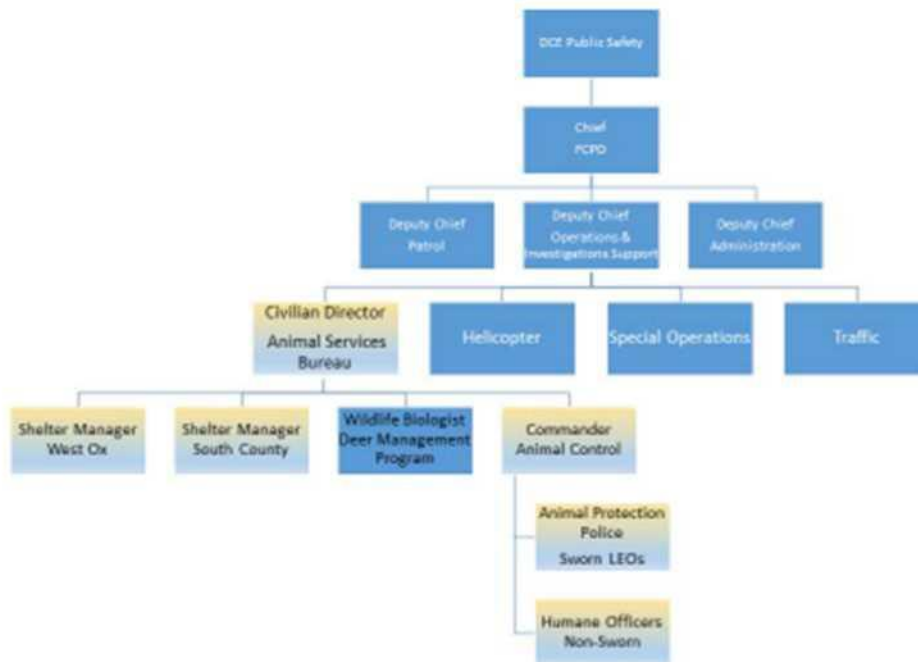 DCE Public Safety
Chief
FCPD
Deputy Chief
Patrol
Deputy Chief
Operations &
Investigations Support
Deputy Chief
Administration
Civilian Director
Animal Services
Bureau
Helicopter
Special Operations
Traffic
Shelter Manager
West Ox
Shelter Manager
South County
Wildlife Biologist
Deer Management
Program
Commander
Animal Control
Animal Protection
Police
Sworn LEOs
Humane Officers
Non-Sworn